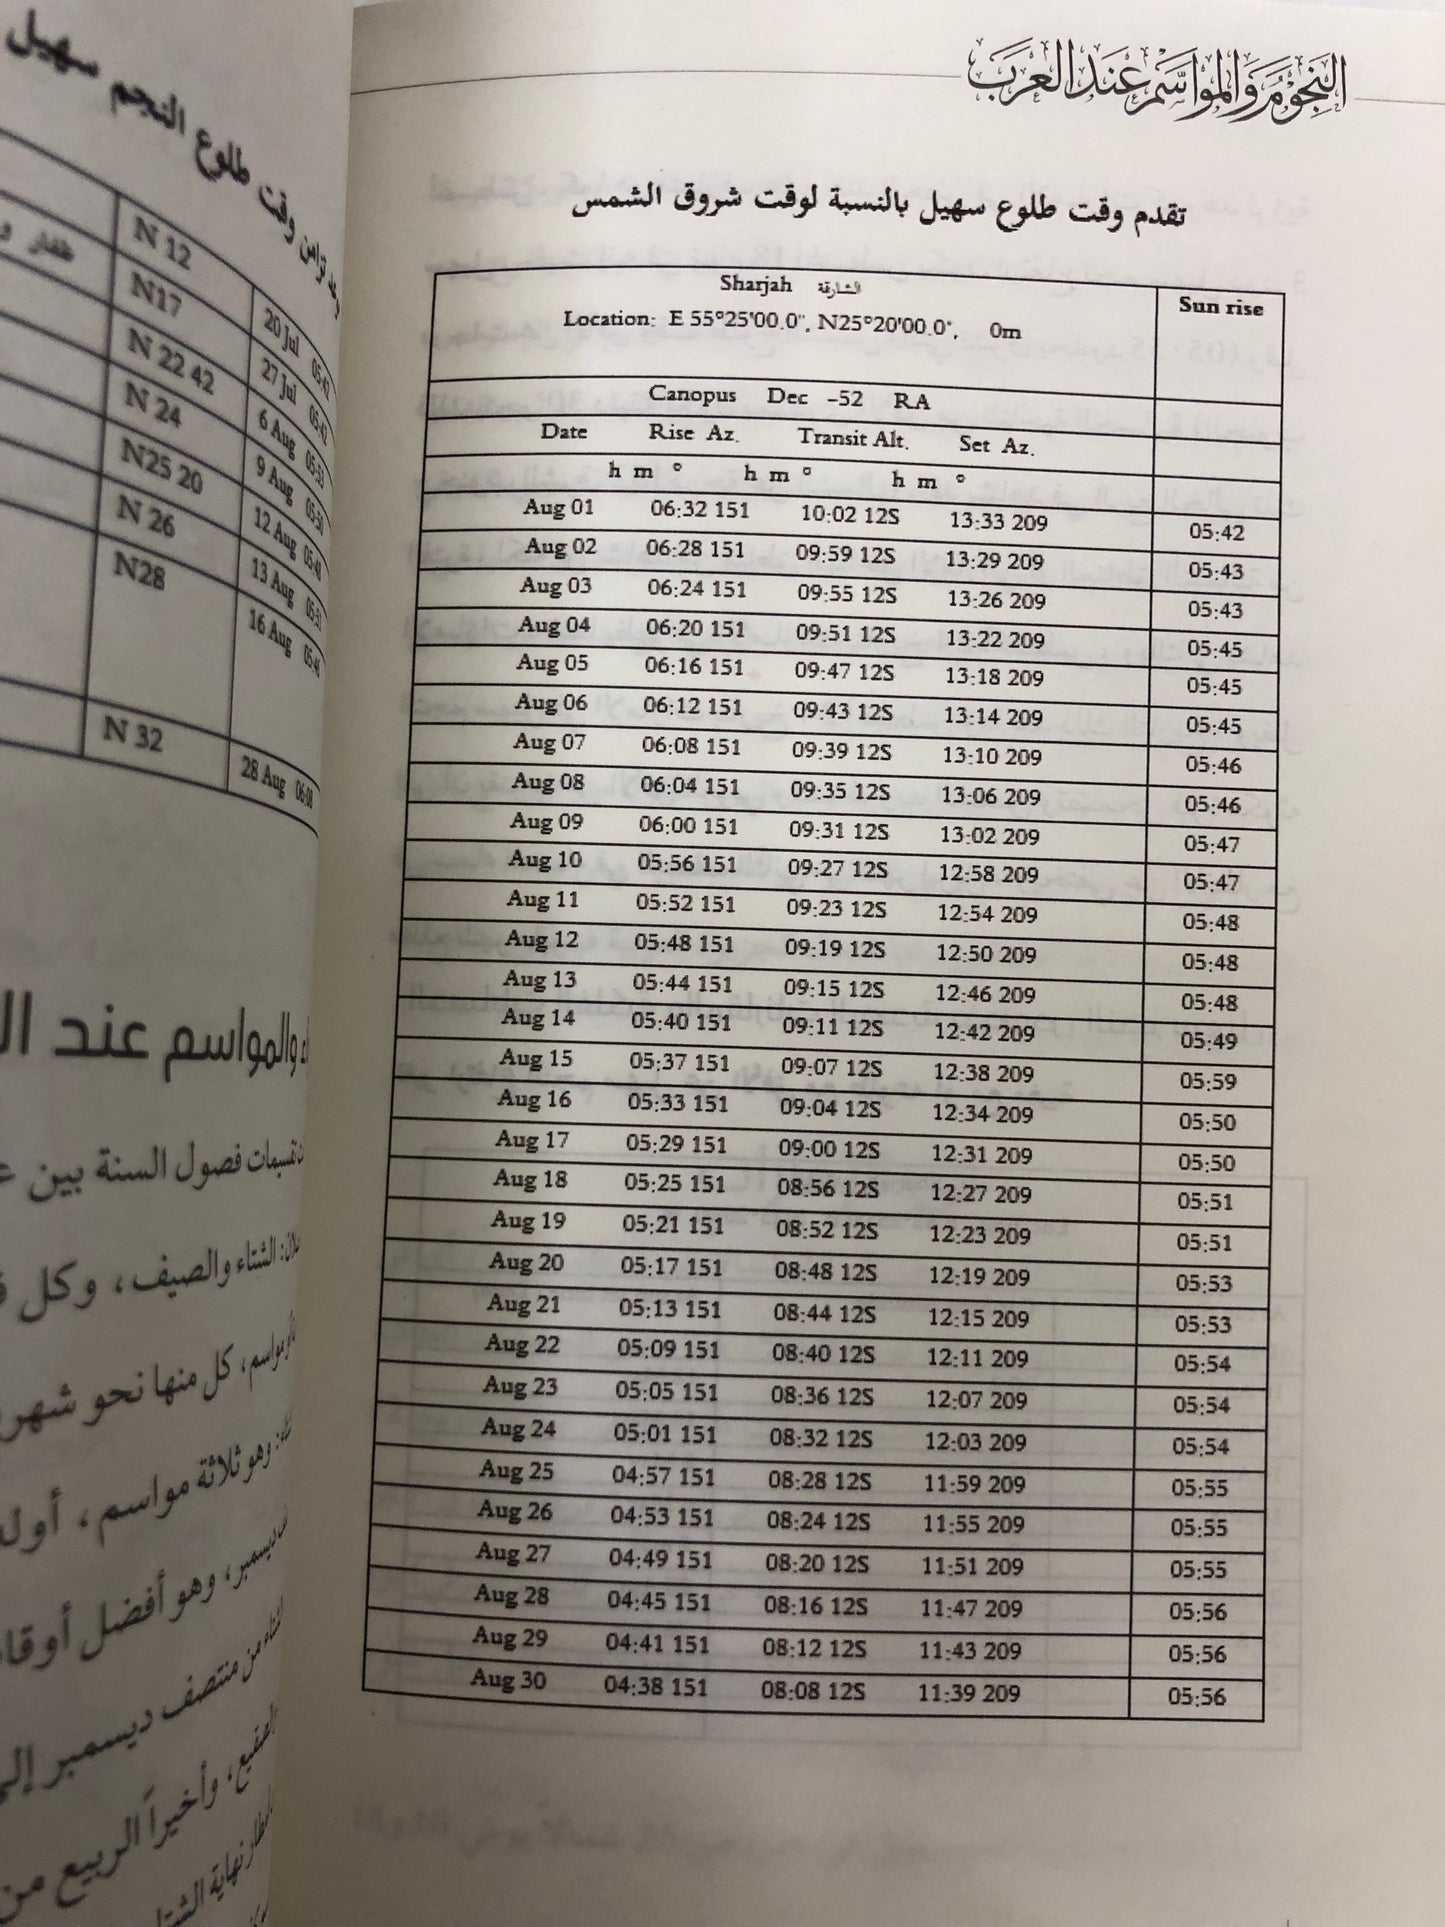 النجوم والمواسم عند العرب
تقدم وقت طلوع سهيل بالنسبة لوقت شروق الشمس
Sharjah الشارقة Sun rise
Location: E 55°25'00.0", N25°20'00.0", 0m
Canopus Dec -52 RA
Date Rise Az. Transit Alt. Set Az.
h m ° h m ° h m °
Aug 01 06:32 151 10:02 12S 13:33 209 05:42
Aug 02 06:28 151 09:59 12S 13:29 209 05:43
Aug 03 06:24 151 09:55 12S 13:26 209 05:43
Aug 04 06:20 151 09:51 12S 13:22 209 05:45
Aug 05 06:16 151 09:47 12S 13:18 209 05:45
Aug 06 06:12 151 09:43 12S 13:14 209 05:45
Aug 07 06:08 151 09:39 12S 13:10 209 05:46
Aug 08 06:04 151 09:35 12S 13:06 209 05:46
Aug 09 06:00 151 09:31 12S 13:02 209 05:47
Aug 10 05:56 151 09:27 12S 12:58 209 05:47
Aug 11 05:52 151 09:23 12S 12:54 209 05:48
Aug 12 05:48 151 09:19 12S 12:50 209 05:48
Aug 13 05:44 151 09:15 12S 12:46 209 05:48
Aug 14 05:40 151 09:11 12S 12:42 209 05:49
Aug 15 05:37 151 09:07 12S 12:38 209 05:59
Aug 16 05:33 151 09:04 12S 12:34 209 05:50
Aug 17 05:29 151 09:00 12S 12:31 209 05:50
Aug 18 05:25 151 08:56 12S 12:27 209 05:51
Aug 19 05:21 151 08:52 12S 12:23 209 05:51
Aug 20 05:17 151 08:48 12S 12:19 209 05:53
Aug 21 05:13 151 08:44 12S 12:15 209 05:53
Aug 22 05:09 151 08:40 12S 12:11 209 05:54
Aug 23 05:05 151 08:36 12S 12:07 209 05:54
Aug 24 05:01 151 08:32 12S 12:03 209 05:54
Aug 25 04:57 151 08:28 12S 11:59 209 05:55
Aug 26 04:53 151 08:24 12S 11:55 209 05:55
Aug 27 04:49 151 08:20 12S 11:51 209 05:55
Aug 28 04:45 151 08:16 12S 11:47 209 05:56
Aug 29 04:41 151 08:12 12S 11:43 209 05:56
Aug 30 04:38 151 08:08 12S 11:39 209 05:56
وقت طلوع النجم سهيل
N 12 20 Jul 05:41
N17 27 Jul 05:42
N 22 42 6 Aug 05:53
N 24 9 Aug 05:50
N25 20 12 Aug 05:48
N 26 13 Aug 05:51
N28 16 Aug
N 32 28 Aug
والمواسم عند
تقسيمات فصول السنة بين
الشتاء والصيف، وكل
كل منها نحو شهر
وهو ثلاثة مواسم، أول
ديسمبر، وهو أفضل أوقا
من منتصف ديسمبر إلى
وأخيراً الربيع من
نهاية